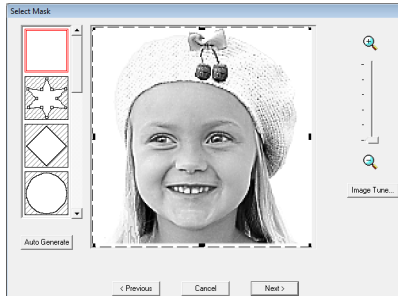 Select Mask
Image Tune...
Auto Generate
< Previous
Cancel
Next >